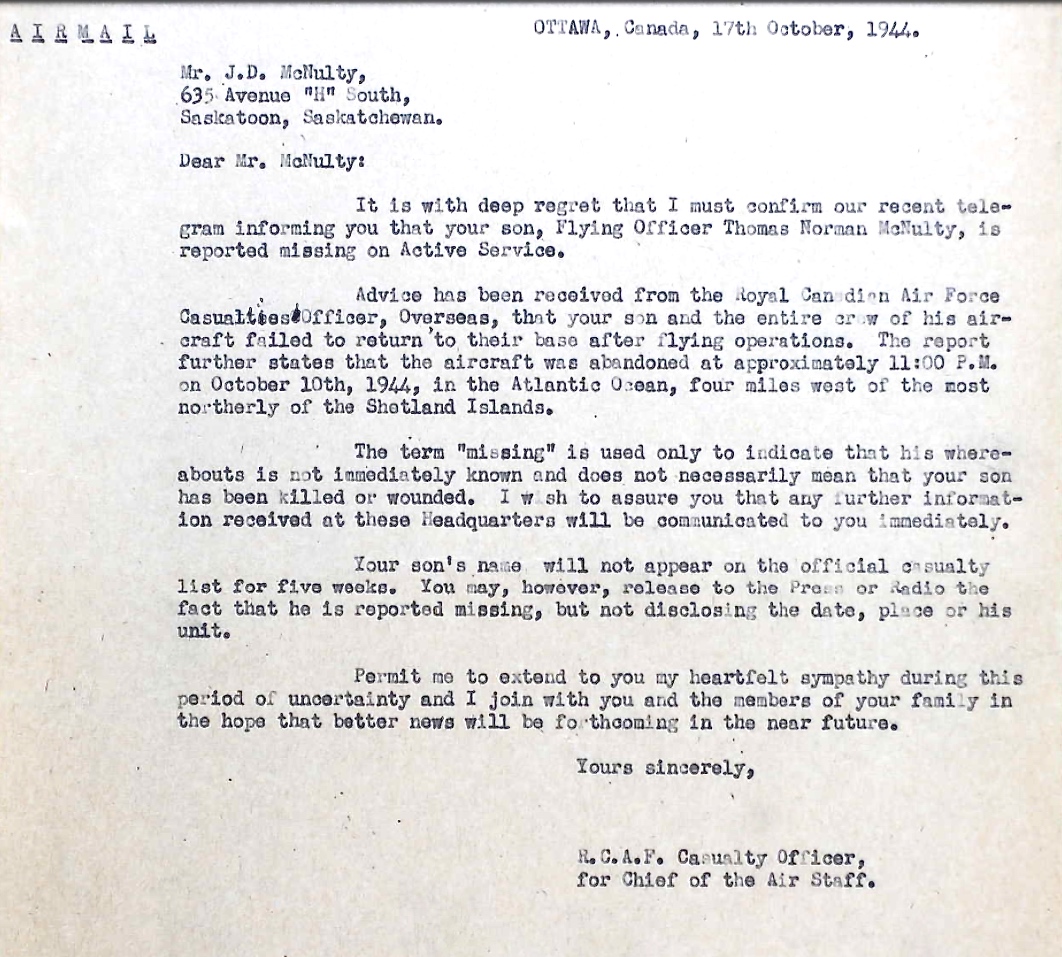 AIRMAIL
OTTAWA, Canada, 17th October, 1944.
Mr. J.D. McNulty,
635 Avenue "H" South,
Saskatoon, Saskatchewan.
Dear Mr. McNulty:
It is with deep regret that I must confirm our recent tele-
gram informing you that your son, Flying Officer Thomas Norman McNulty, is
reported missing on Active Service.
Advice has been received from the Royal Canadian Air Force
Casualties Officer, Overseas, that your son and the entire crew of his air-
craft failed to return to their base after flying operations. The report
further states that the aircraft was abandoned at approximately 11:00 P.M.
on October 10th, 1944, in the Atlantic Ocean, four miles west of the most
northerly of the Shetland Islands.
The term "missing" is used only to indicate that his where-
abouts is not immediately known and does not necessarily mean that your son
has been killed or wounded. I wish to assure you that any further informat-
ion received at these Headquarters will be communicated to you immediately.
Your son's name will not appear on the official casualty
list for five weeks. You may, however, release to the Press or Radio the
fact that he is reported missing, but not disclosing the date, place or his
unit.
Permit me to extend to you my heartfelt sympathy during this
period of uncertainty and I join with you and the members of your family in
the hope that better news will be forthcoming in the near future.
Yours sincerely,
R.C.A.F. Casualty Officer,
for Chief of the Air Staff.